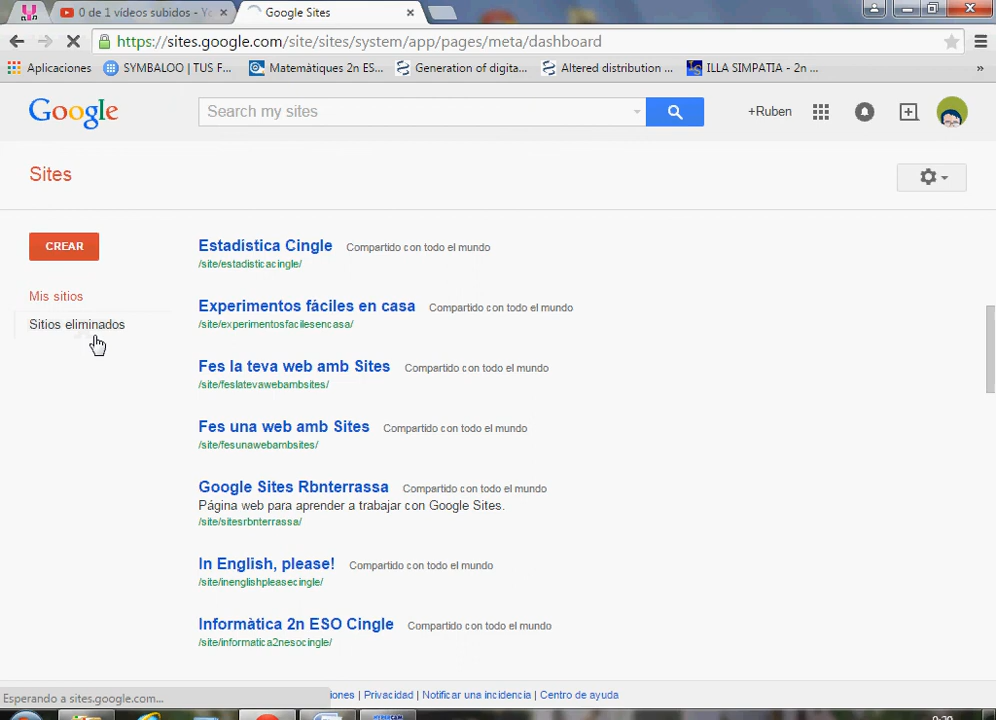 0 de 1 vídeos subidos - Yo
Google Sites
https://sites.google.com/site/sites/system/app/pages/meta/dashboard
Aplicaciones
SYMBALOO | TUS F...
Matemàtiques 2n ES...
Generation of digita...
Altered distribution ...
ILLA SIMPATIA - 2n ...
»
Google
Search my sites
+Ruben
Sites
CREAR
Mis sitios
Sitios eliminados
Estadística Cingle Compartido con todo el mundo
/site/estadisticacingle/
Experimentos fáciles en casa Compartido con todo el mundo
/site/experimentosfacilesencasa/
Fes la teva web amb Sites Compartido con todo el mundo
/site/feslatevawebambsites/
Fes una web amb Sites Compartido con todo el mundo
/site/fesunawebambsites/
Google Sites Rbnterrassa Compartido con todo el mundo
Página web para aprender a trabajar con Google Sites.
/site/sitesrbnterrassa/
In English, please! Compartido con todo el mundo
/site/inenglishpleasecingle/
Informàtica 2n ESO Cingle Compartido con todo el mundo
/site/informatica2nesocingle/
Esperando a sites.google.com...
iones | Privacidad | Notificar una incidencia | Centro de ayuda